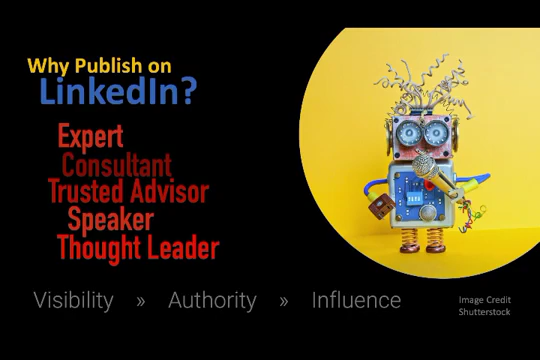 Why Publish on
LinkedIn?
Expert
Consultant
Trusted Advisor
Speaker
Thought Leader
Visibility » Authority » Influence
Image Credit
Shutterstock